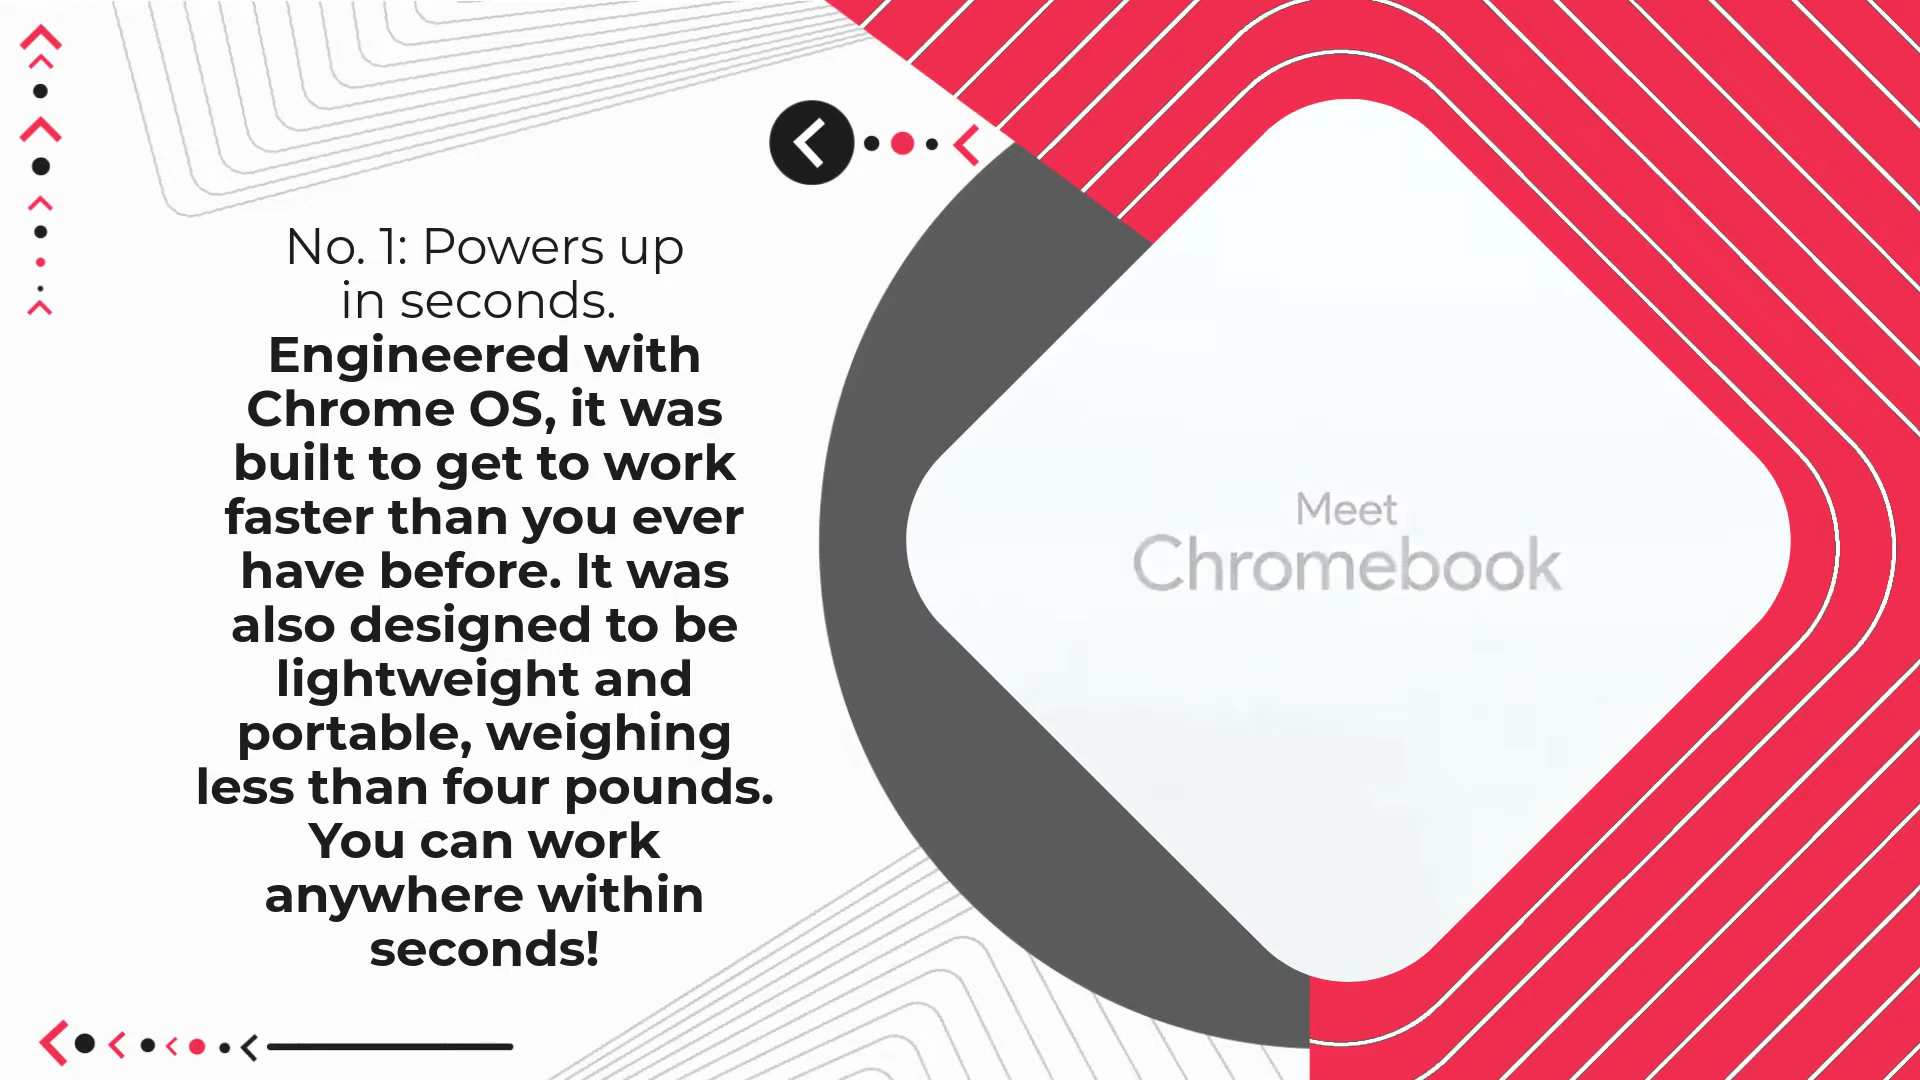 No. 1: Powers up
in seconds.
Engineered with
Chrome OS, it was
built to get to work
faster than you ever
have before. It was
also designed to be
lightweight and
portable, weighing
less than four pounds.
You can work
anywhere within
seconds!
Meet
Chromebook